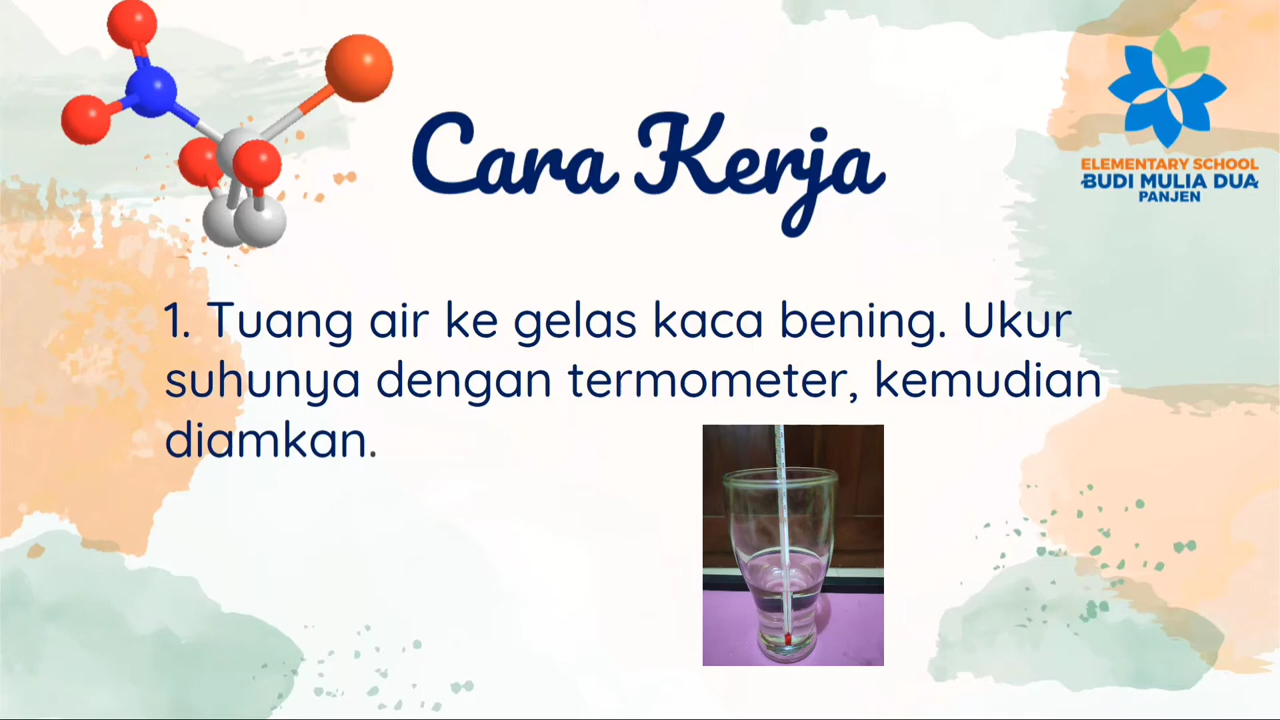 Cara Kerja
ELEMENTARY SCHOOL
BUDI MULIA DUA
PANJEN
1. Tuang air ke gelas kaca bening. Ukur
suhunya dengan termometer, kemudian
diamkan.